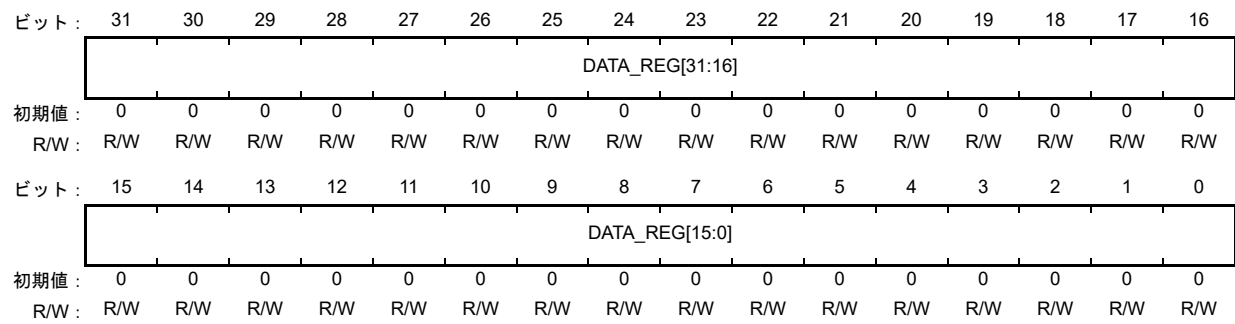 ビット： 31 30 29 28 27 26 25 24 23 22 21 20 19 18 17 16
DATA_REG[31:16]
初期値： 0 0 0 0 0 0 0 0 0 0 0 0 0 0 0 0
R/W： R/W R/W R/W R/W R/W R/W R/W R/W R/W R/W R/W R/W R/W R/W R/W R/W
ビット： 15 14 13 12 11 10 9 8 7 6 5 4 3 2 1 0
DATA_REG[15:0]
初期値： 0 0 0 0 0 0 0 0 0 0 0 0 0 0 0 0
R/W： R/W R/W R/W R/W R/W R/W R/W R/W R/W R/W R/W R/W R/W R/W R/W R/W